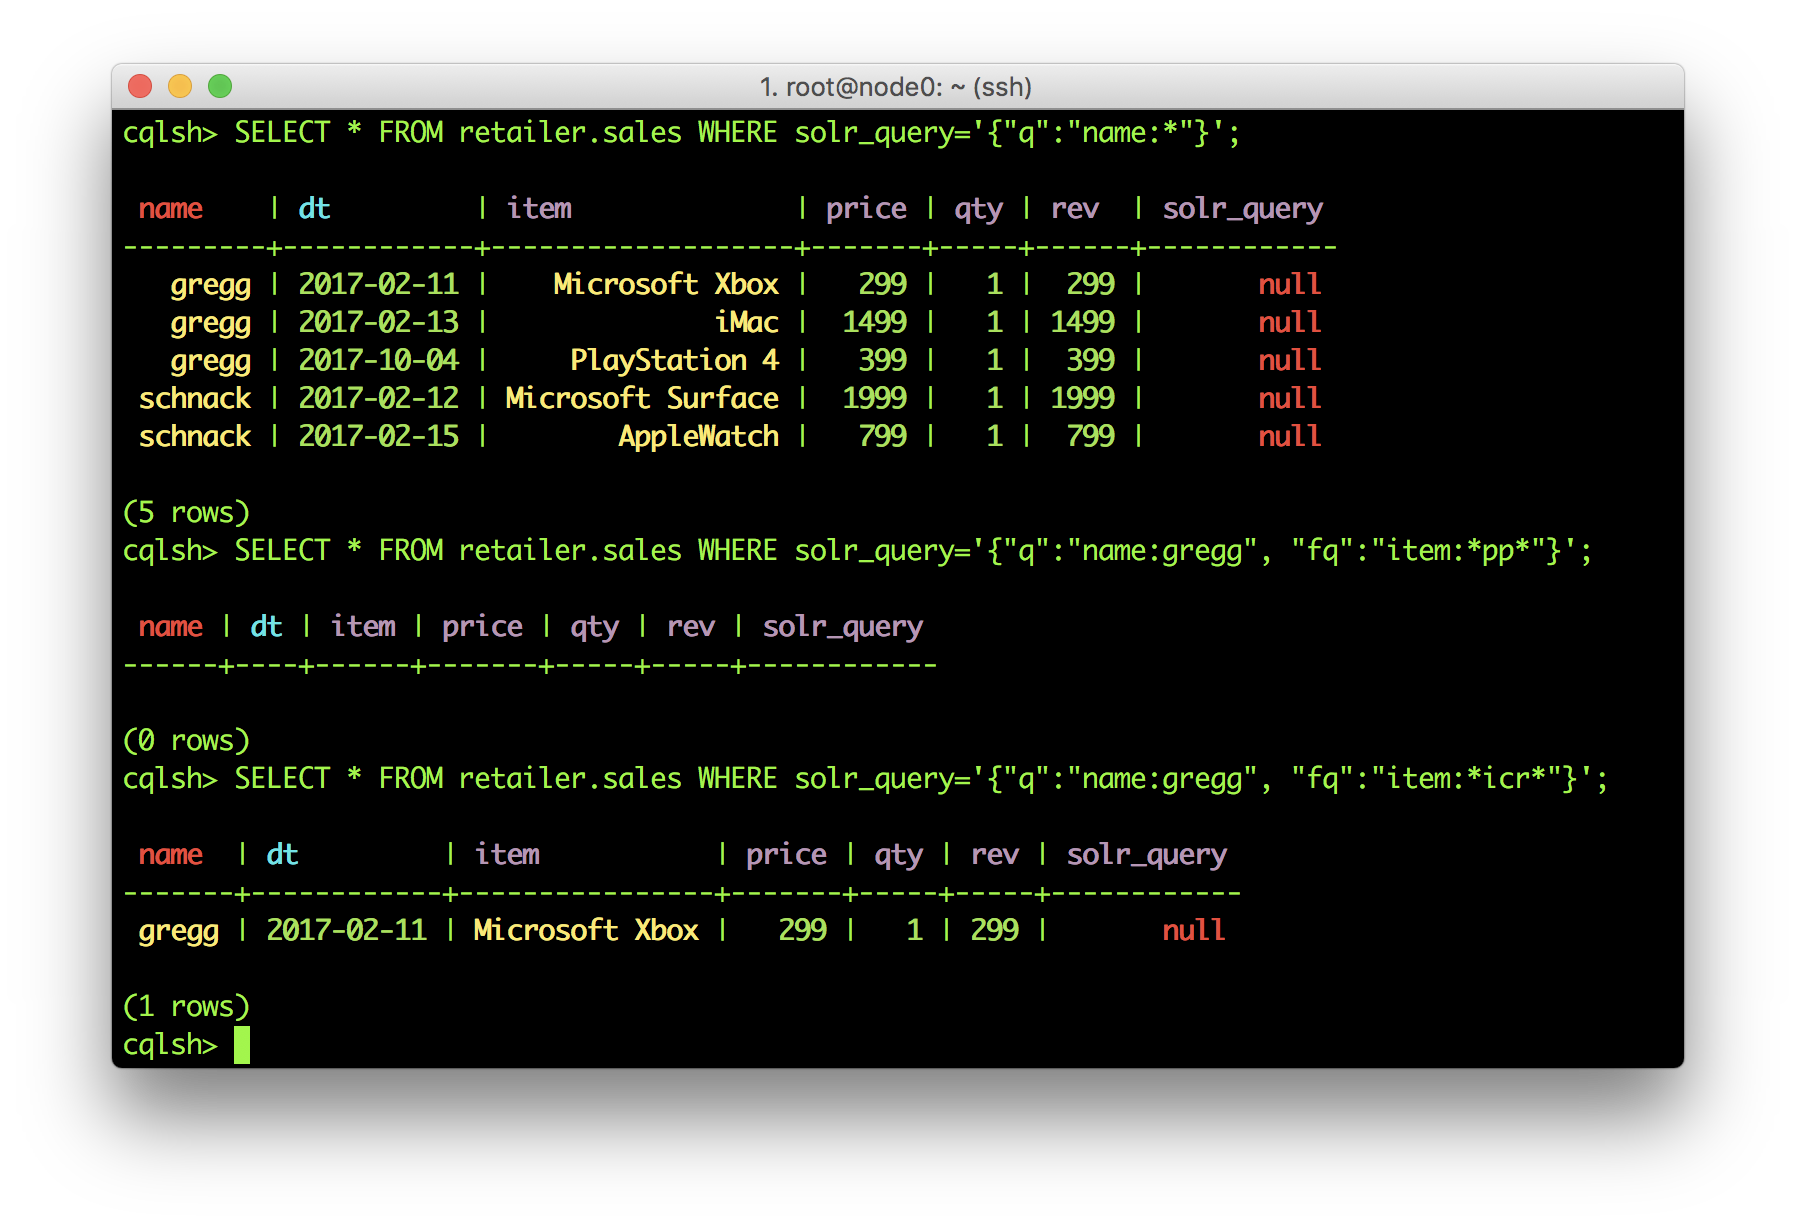 1. root@node0: ~ (ssh)
cqlsh> SELECT * FROM retailer.sales WHERE solr_query='{"q":"name:*"}';
 name    | dt         | item              | price | qty | rev  | solr_query
---------+------------+-------------------+-------+-----+------+------------
   gregg | 2017-02-11 |    Microsoft Xbox |   299 |   1 |  299 |       null
   gregg | 2017-02-13 |              iMac |  1499 |   1 | 1499 |       null
   gregg | 2017-10-04 |     PlayStation 4 |   399 |   1 |  399 |       null
 schnack | 2017-02-12 | Microsoft Surface |  1999 |   1 | 1999 |       null
 schnack | 2017-02-15 |        AppleWatch |   799 |   1 |  799 |       null
(5 rows)
cqlsh> SELECT * FROM retailer.sales WHERE solr_query='{"q":"name:gregg", "fq":"item:*pp*"}';
 name | dt | item | price | qty | rev | solr_query
------+----+------+-------+-----+-----+------------
(0 rows)
cqlsh> SELECT * FROM retailer.sales WHERE solr_query='{"q":"name:gregg", "fq":"item:*icr*"}';
 name  | dt         | item           | price | qty | rev | solr_query
-------+------------+----------------+-------+-----+-----+------------
 gregg | 2017-02-11 | Microsoft Xbox |   299 |   1 | 299 |       null
(1 rows)
cqlsh>